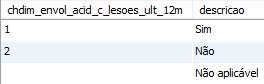 chdim_envol_acid_c_lesoes_ult_12m descricao
1 Sim
2 Não
Não aplicável